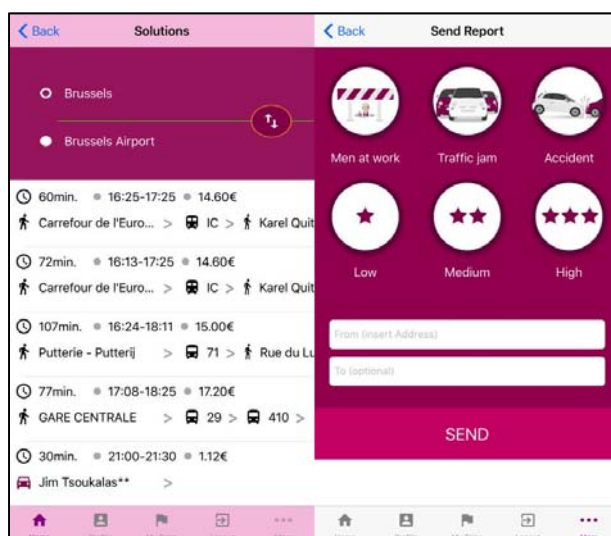 Back Solutions
Brussels
Brussels Airport
60min. 16:25-17:25 14.60€
Carrefour de l'Euro... > IC > Karel Quit
72min. 16:13-17:25 14.60€
Carrefour de l'Euro... > IC > Karel Quit
107min. 16:24-18:11 15.00€
Putterie - Putterij > 71 > Rue du Lu
77min. 17:08-18:25 17.20€
GARE CENTRALE > 29 > 410 >
30min. 21:00-21:30 1.12€
Jim Tsoukalas** >
Back Send Report
Men at work Traffic jam Accident
Low Medium High
From (insert Address)
To (optional)
SEND